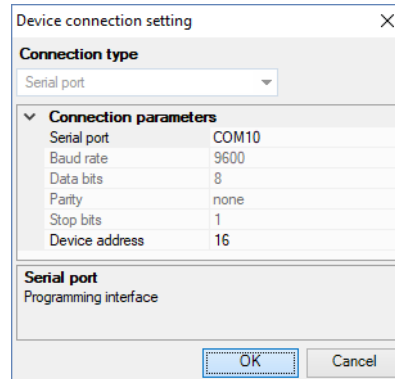 Device connection setting
Connection type
Serial port
Connection parameters
Serial port COM10
Baud rate 9600
Data bits 8
Parity none
Stop bits 1
Device address 16
Serial port
Programming interface
OK Cancel